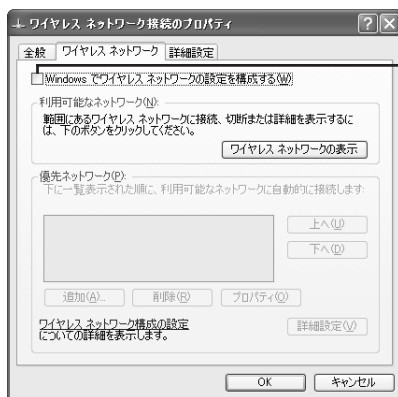 ワイヤレス ネットワーク接続のプロパティ
全般 ワイヤレス ネットワーク 詳細設定
Windows でワイヤレス ネットワークの設定を構成する(W)
利用可能なネットワーク(N):
範囲にあるワイヤレス ネットワークに接続、切断または詳細を表示するに
は、下のボタンをクリックしてください。
ワイヤレス ネットワークの表示
優先ネットワーク(P):
下に一覧表示された順に、利用可能なネットワークに自動的に接続します:
上へ(U)
下へ(D)
追加(A)... 削除(R) プロパティ(O)
ワイヤレス ネットワーク構成の設定
についての詳細を表示します。
詳細設定(V)
OK キャンセル